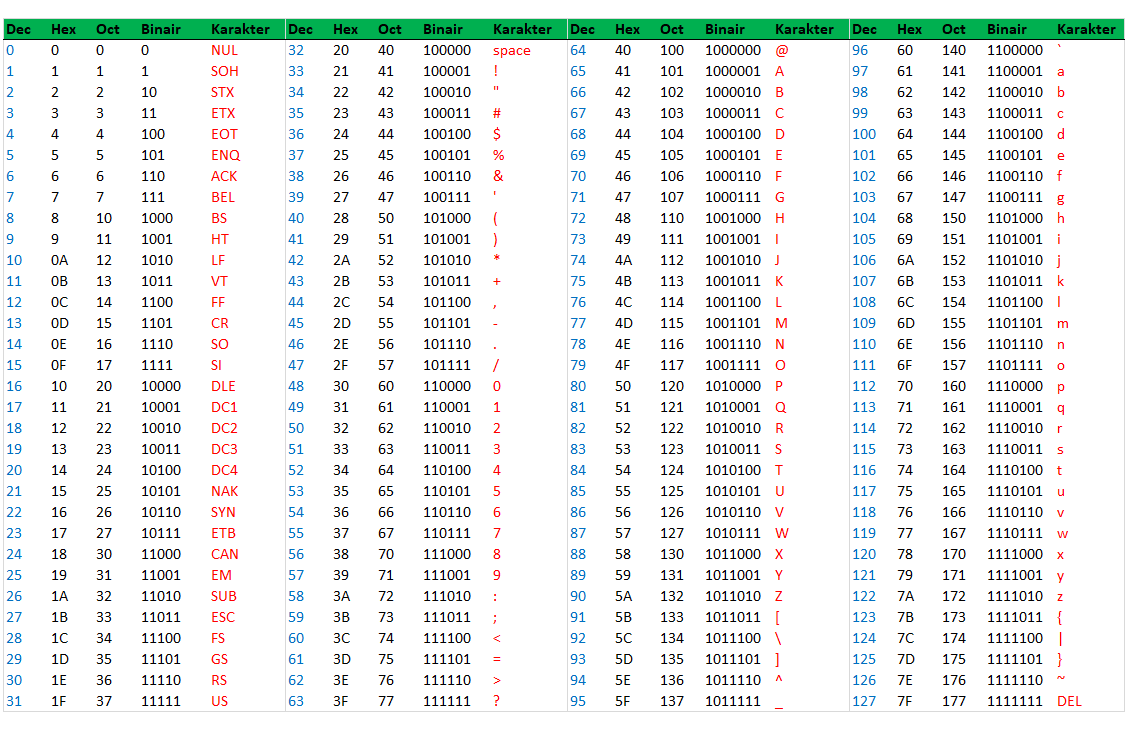 Dec Hex Oct Binair Karakter Dec Hex Oct Binair Karakter Dec Hex Oct Binair Karakter Dec Hex Oct Binair Karakter
0 0 0 0 NUL 32 20 40 100000 space 64 40 100 1000000 @ 96 60 140 1100000 `
1 1 1 1 SOH 33 21 41 100001 ! 65 41 101 1000001 A 97 61 141 1100001 a
2 2 2 10 STX 34 22 42 100010 " 66 42 102 1000010 B 98 62 142 1100010 b
3 3 3 11 ETX 35 23 43 100011 # 67 43 103 1000011 C 99 63 143 1100011 c
4 4 4 100 EOT 36 24 44 100100 $ 68 44 104 1000100 D 100 64 144 1100100 d
5 5 5 101 ENQ 37 25 45 100101 % 69 45 105 1000101 E 101 65 145 1100101 e
6 6 6 110 ACK 38 26 46 100110 & 70 46 106 1000110 F 102 66 146 1100110 f
7 7 7 111 BEL 39 27 47 100111 ' 71 47 107 1000111 G 103 67 147 1100111 g
8 8 10 1000 BS 40 28 50 101000 ( 72 48 110 1001000 H 104 68 150 1101000 h
9 9 11 1001 HT 41 29 51 101001 ) 73 49 111 1001001 I 105 69 151 1101001 i
10 0A 12 1010 LF 42 2A 52 101010 * 74 4A 112 1001010 J 106 6A 152 1101010 j
11 0B 13 1011 VT 43 2B 53 101011 + 75 4B 113 1001011 K 107 6B 153 1101011 k
12 0C 14 1100 FF 44 2C 54 101100 , 76 4C 114 1001100 L 108 6C 154 1101100 l
13 0D 15 1101 CR 45 2D 55 101101 - 77 4D 115 1001101 M 109 6D 155 1101101 m
14 0E 16 1110 SO 46 2E 56 101110 . 78 4E 116 1001110 N 110 6E 156 1101110 n
15 0F 17 1111 SI 47 2F 57 101111 / 79 4F 117 1001111 O 111 6F 157 1101111 o
16 10 20 10000 DLE 48 30 60 110000 0 80 50 120 1010000 P 112 70 160 1110000 p
17 11 21 10001 DC1 49 31 61 110001 1 81 51 121 1010001 Q 113 71 161 1110001 q
18 12 22 10010 DC2 50 32 62 110010 2 82 52 122 1010010 R 114 72 162 1110010 r
19 13 23 10011 DC3 51 33 63 110011 3 83 53 123 1010011 S 115 73 163 1110011 s
20 14 24 10100 DC4 52 34 64 110100 4 84 54 124 1010100 T 116 74 164 1110100 t
21 15 25 10101 NAK 53 35 65 110101 5 85 55 125 1010101 U 117 75 165 1110101 u
22 16 26 10110 SYN 54 36 66 110110 6 86 56 126 1010110 V 118 76 166 1110110 v
23 17 27 10111 ETB 55 37 67 110111 7 87 57 127 1010111 W 119 77 167 1110111 w
24 18 30 11000 CAN 56 38 70 111000 8 88 58 130 1011000 X 120 78 170 1111000 x
25 19 31 11001 EM 57 39 71 111001 9 89 59 131 1011001 Y 121 79 171 1111001 y
26 1A 32 11010 SUB 58 3A 72 111010 : 90 5A 132 1011010 Z 122 7A 172 1111010 z
27 1B 33 11011 ESC 59 3B 73 111011 ; 91 5B 133 1011011 [ 123 7B 173 1111011 {
28 1C 34 11100 FS 60 3C 74 111100 < 92 5C 134 1011100 \ 124 7C 174 1111100 |
29 1D 35 11101 GS 61 3D 75 111101 = 93 5D 135 1011101 ] 125 7D 175 1111101 }
30 1E 36 11110 RS 62 3E 76 111110 > 94 5E 136 1011110 ^ 126 7E 176 1111110 ~
31 1F 37 11111 US 63 3F 77 111111 ? 95 5F 137 1011111 _ 127 7F 177 1111111 DEL